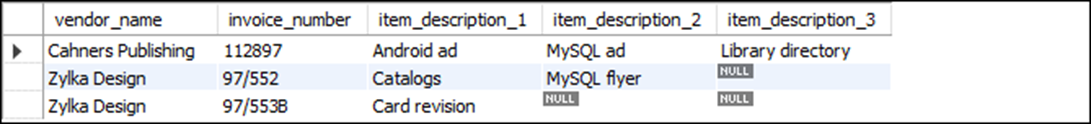 vendor_name invoice_number item_description_1 item_description_2 item_description_3
Cahners Publishing 112897 Android ad MySQL ad Library directory
Zylka Design 97/552 Catalogs MySQL flyer NULL
Zylka Design 97/553B Card revision NULL NULL